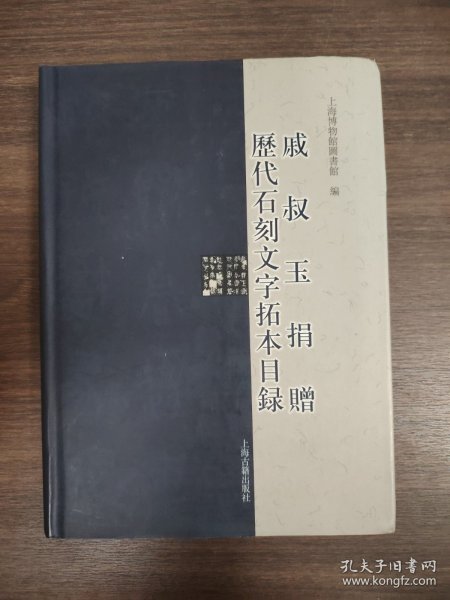 上海博物館圖書館 編
戚叔玉捐贈
歷代石刻文字拓本目録
上海古籍出版社
孔夫子旧书网
www.kongfz.com